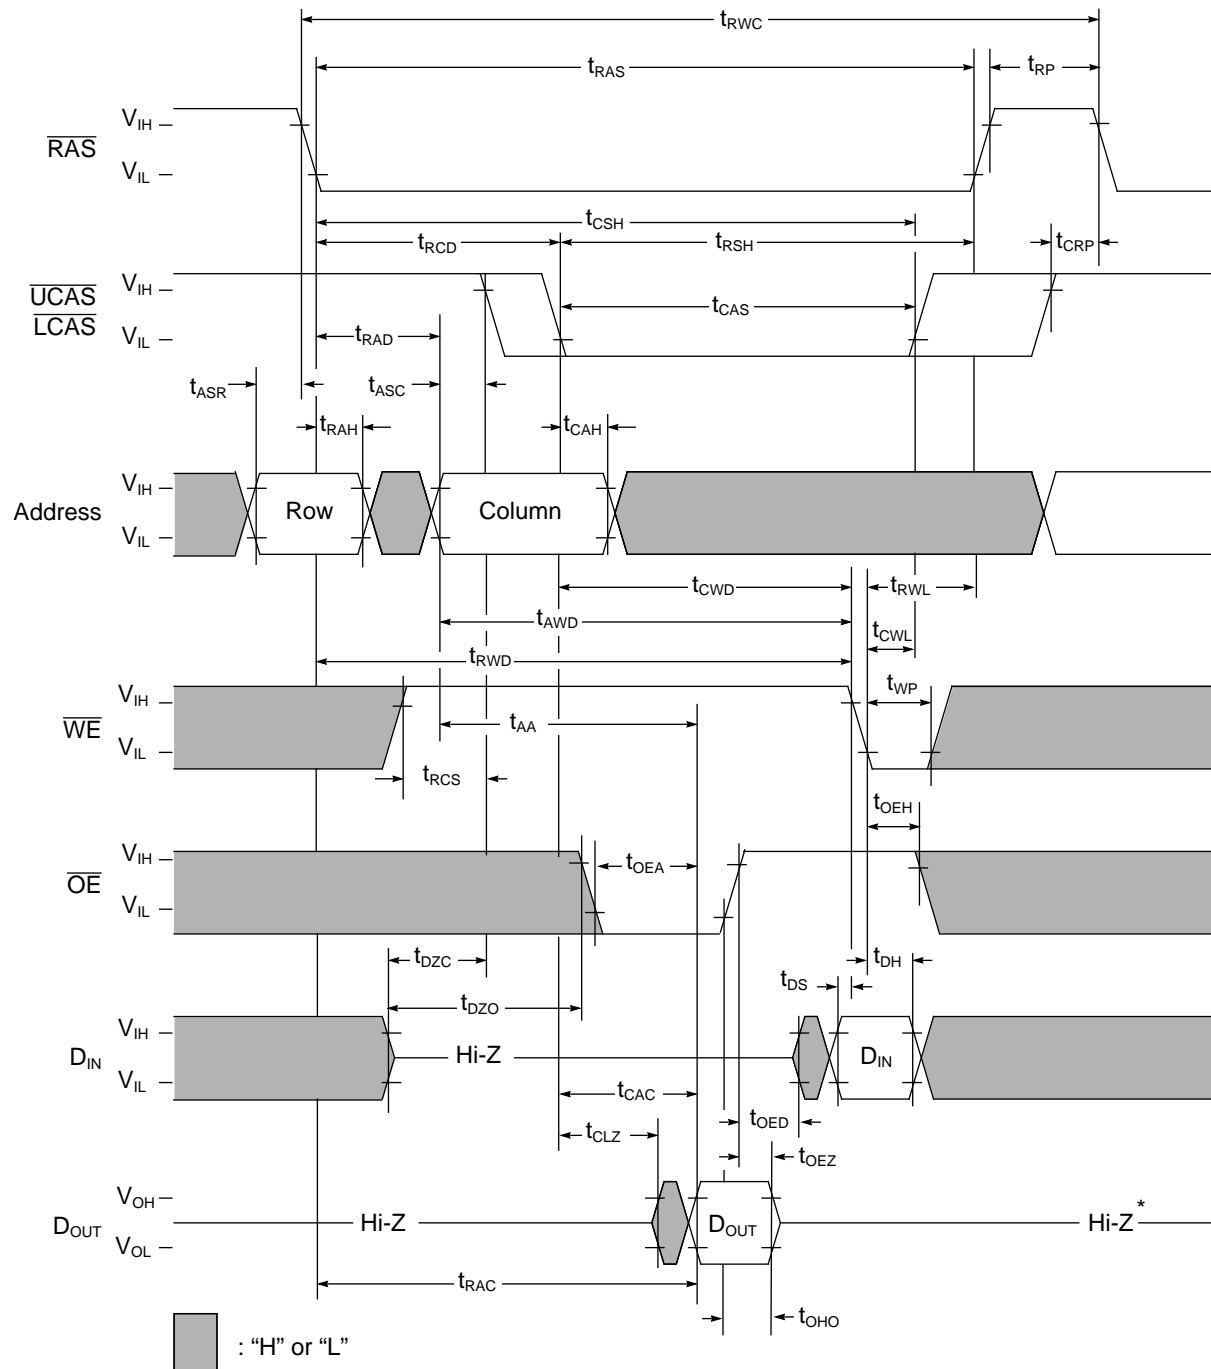 tRWC
tRAS
tRP
VIH
RAS
VIL
tCSH
tRCD
tRSH
tCRP
VIH
UCAS
LCAS
VIL
tCAS
tRAD
tASR
tASC
tRAH
tCAH
VIH
Address
VIL
Row
Column
tCWD
tRWL
tAWD
tCWL
tRWD
tWP
VIH
WE
VIL
tAA
tRCS
tOEH
VIH
OE
VIL
tOEA
tDZC
tDH
tDS
tDZO
VIH
DIN
VIL
Hi-Z
DIN
tCAC
tOED
tCLZ
tOEZ
VOH
DOUT
VOL
Hi-Z
DOUT
Hi-Z*
tRAC
tOHO
: “H” or “L”